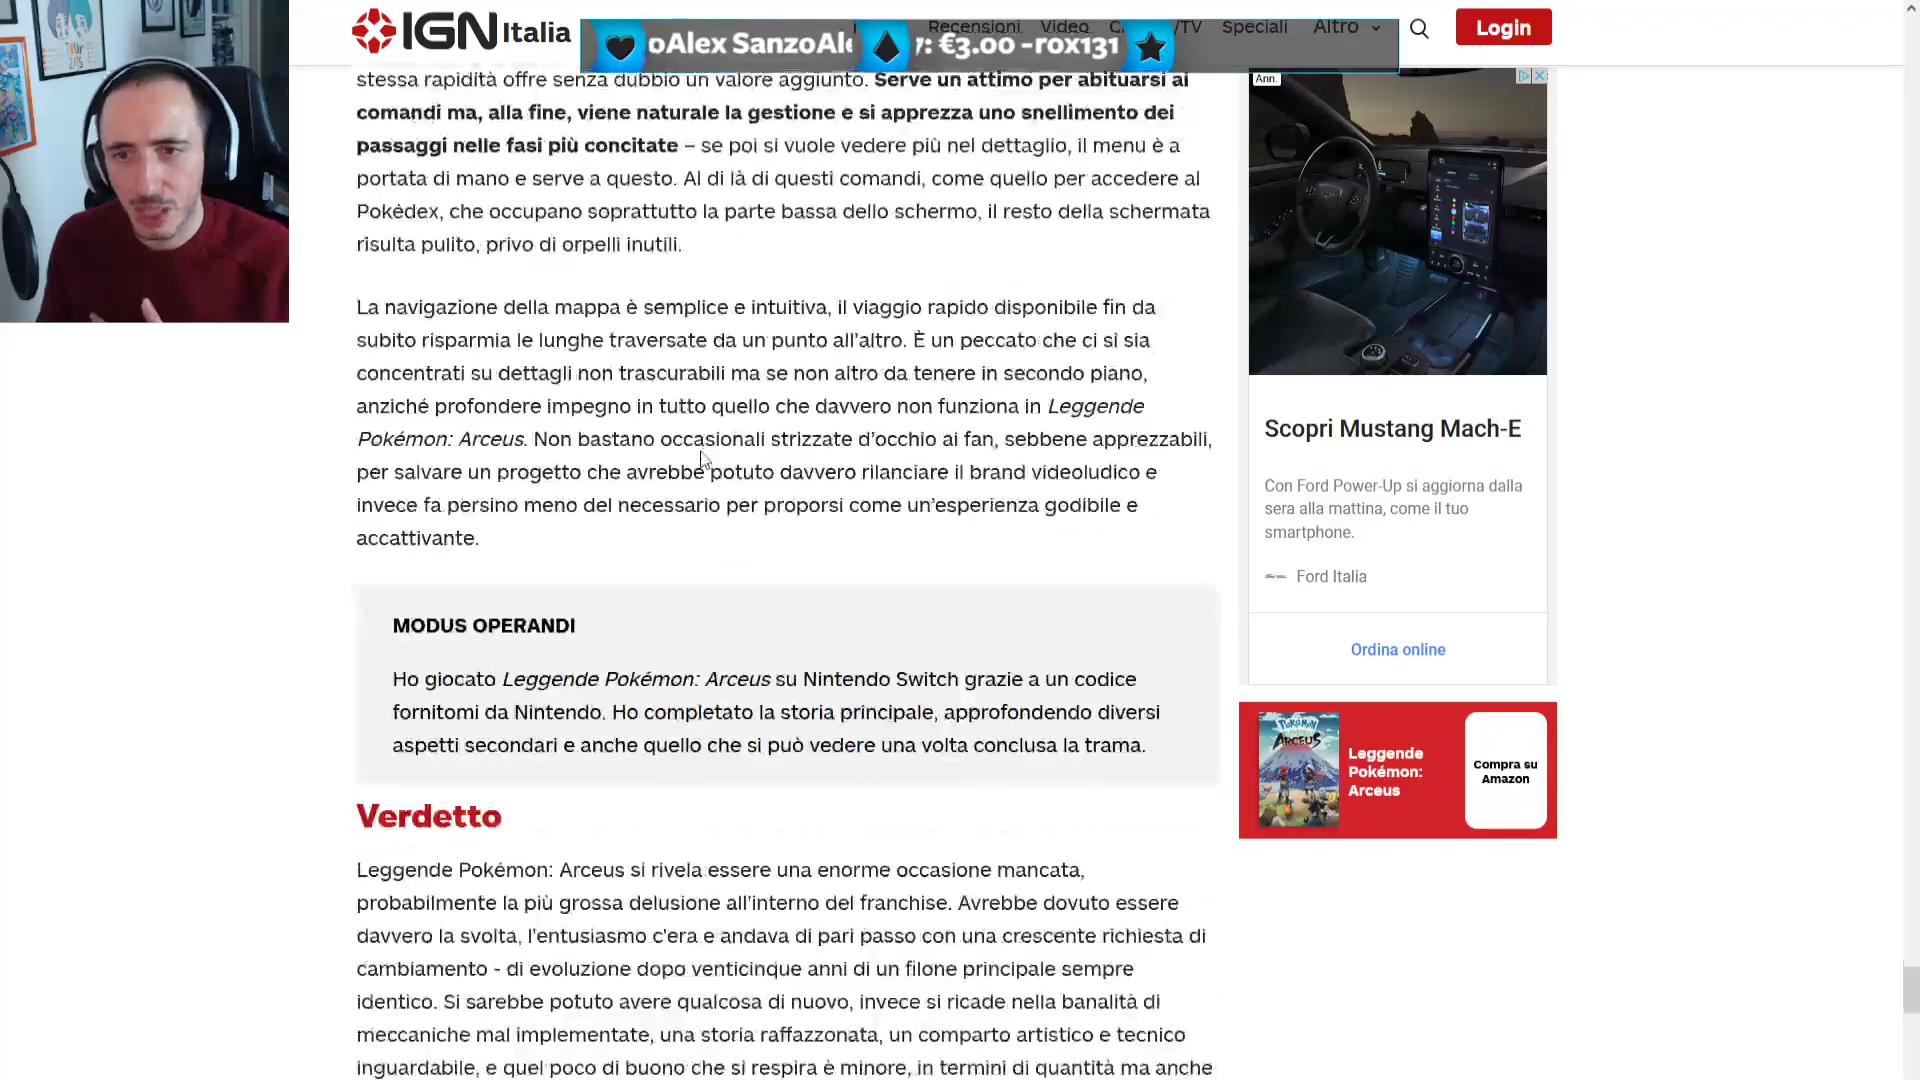 IGN Italia
Recensioni Video /TV Speciali Altro
Login
oAlex SanzoAle 7: €3.00 -rox131
stessa rapidità offre senza dubbio un valore aggiunto. Serve un attimo per abituarsi ai
comandi ma, alla fine, viene naturale la gestione e si apprezza uno snellimento dei
passaggi nelle fasi più concitate – se poi si vuole vedere più nel dettaglio, il menu è a
portata di mano e serve a questo. Al di là di questi comandi, come quello per accedere al
Pokédex, che occupano soprattutto la parte bassa dello schermo, il resto della schermata
risulta pulito, privo di orpelli inutili.
La navigazione della mappa è semplice e intuitiva, il viaggio rapido disponibile fin da
subito risparmia le lunghe traversate da un punto all'altro. È un peccato che ci si sia
concentrati su dettagli non trascurabili ma se non altro da tenere in secondo piano,
anziché profondere impegno in tutto quello che davvero non funziona in Leggende
Pokémon: Arceus. Non bastano occasionali strizzate d'occhio ai fan, sebbene apprezzabili,
per salvare un progetto che avrebbe potuto davvero rilanciare il brand videoludico e
invece fa persino meno del necessario per proporsi come un'esperienza godibile e
accattivante.
MODUS OPERANDI
Ho giocato Leggende Pokémon: Arceus su Nintendo Switch grazie a un codice
fornitomi da Nintendo. Ho completato la storia principale, approfondendo diversi
aspetti secondari e anche quello che si può vedere una volta conclusa la trama.
Verdetto
Leggende Pokémon: Arceus si rivela essere una enorme occasione mancata,
probabilmente la più grossa delusione all'interno del franchise. Avrebbe dovuto essere
davvero la svolta, l'entusiasmo c'era e andava di pari passo con una crescente richiesta di
cambiamento - di evoluzione dopo venticinque anni di un filone principale sempre
identico. Si sarebbe potuto avere qualcosa di nuovo, invece si ricade nella banalità di
meccaniche mal implementate, una storia raffazzonata, un comparto artistico e tecnico
inguardabile, e quel poco di buono che si respira è minore, in termini di quantità ma anche
Ann.
Scopri Mustang Mach-E
Con Ford Power-Up si aggiorna dalla
sera alla mattina, come il tuo
smartphone.
Ford Italia
Ordina online
POKÉMON
ARCEUS
Leggende
Pokémon:
Arceus
Compra su
Amazon